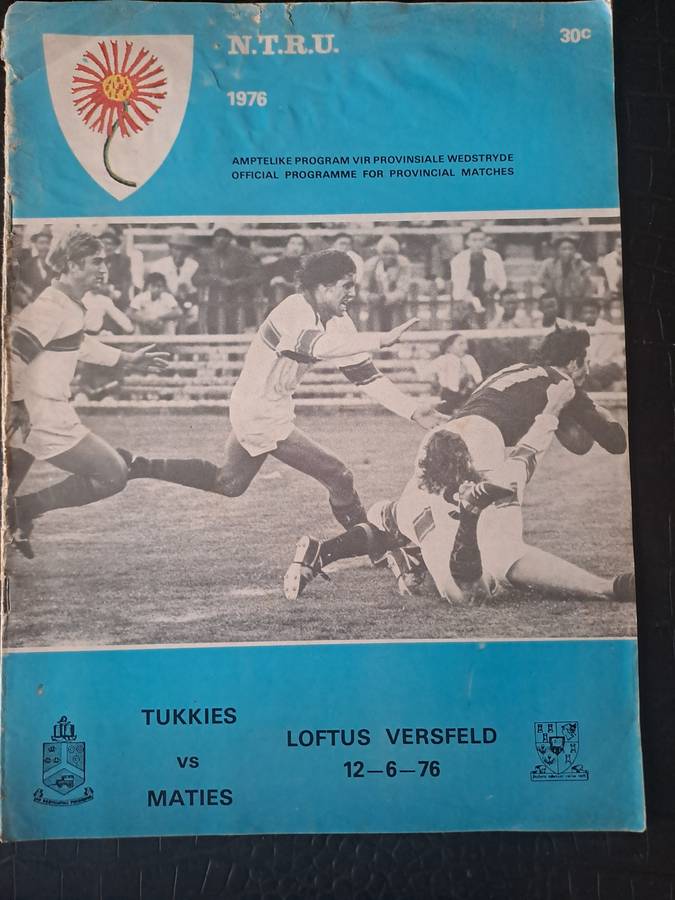 N.T.R.U.
30c
1976
AMPTELIKE PROGRAM VIR PROVINSIALE WEDSTRYDE
OFFICIAL PROGRAMME FOR PROVINCIAL MATCHES
TUKKIES
vs
MATIES
LOFTUS VERSFELD
12—6—76